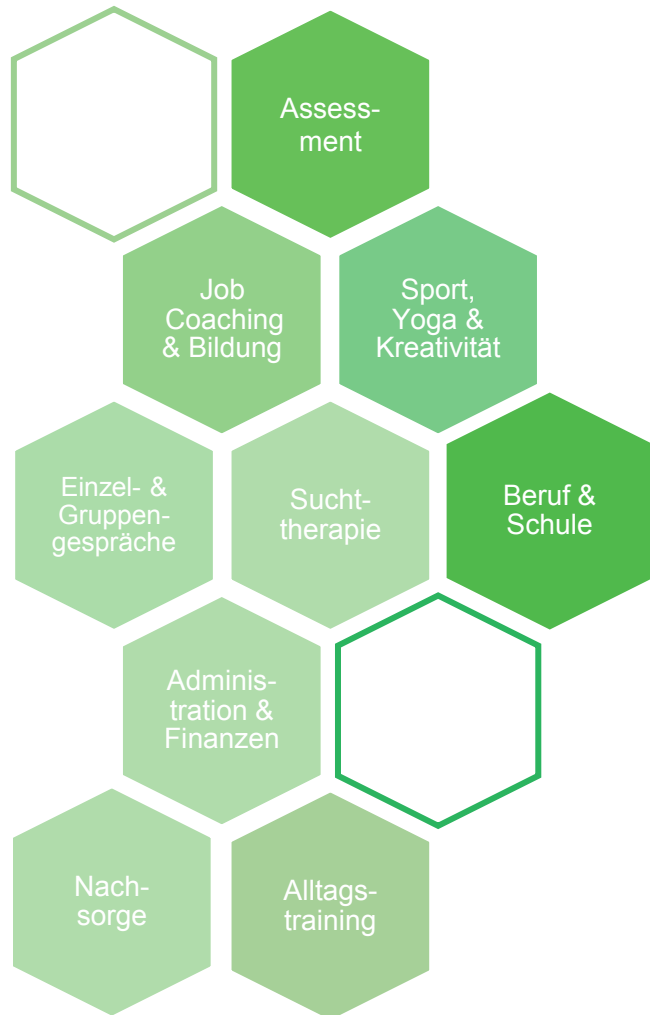 Assess-
ment
Job
Coaching
& Bildung
Sport,
Yoga &
Kreativität
Einzel- &
Gruppen-
gespräche
Sucht-
therapie
Beruf &
Schule
Adminis-
tration &
Finanzen
Nach-
sorge
Alltags-
training